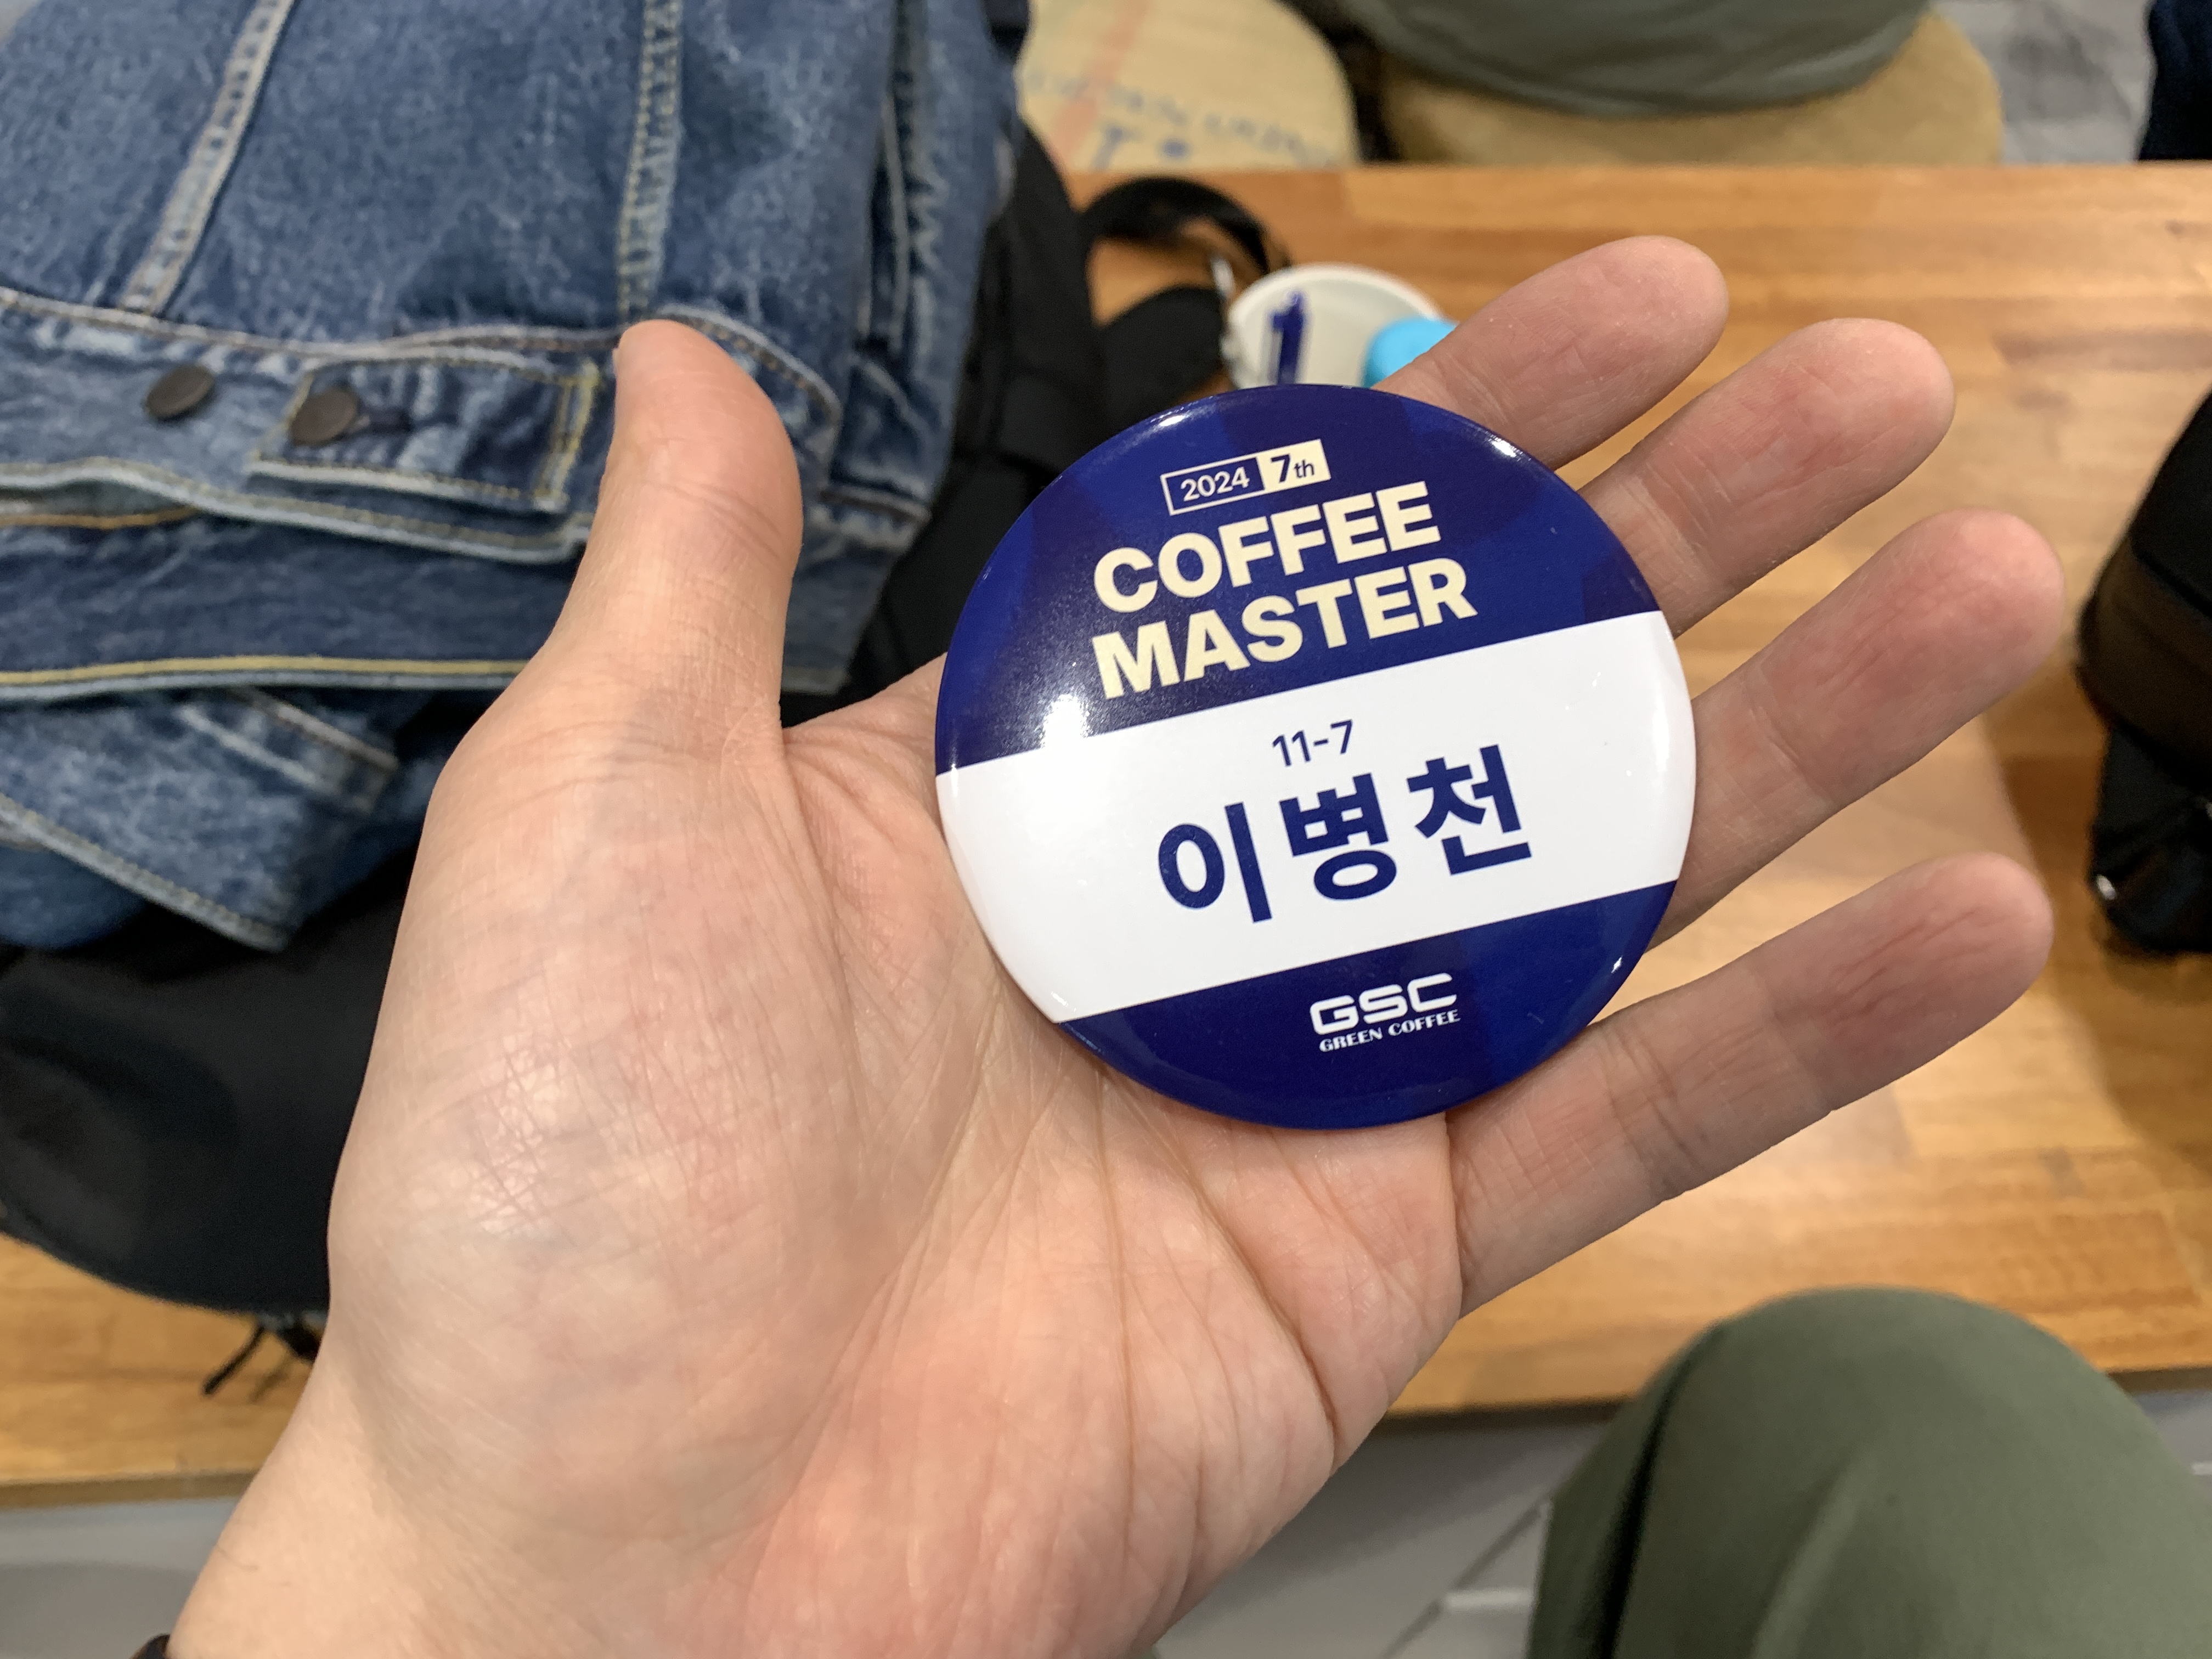 2024 7th
COFFEE
MASTER
11-7
이병천
GSC
GREEN COFFEE